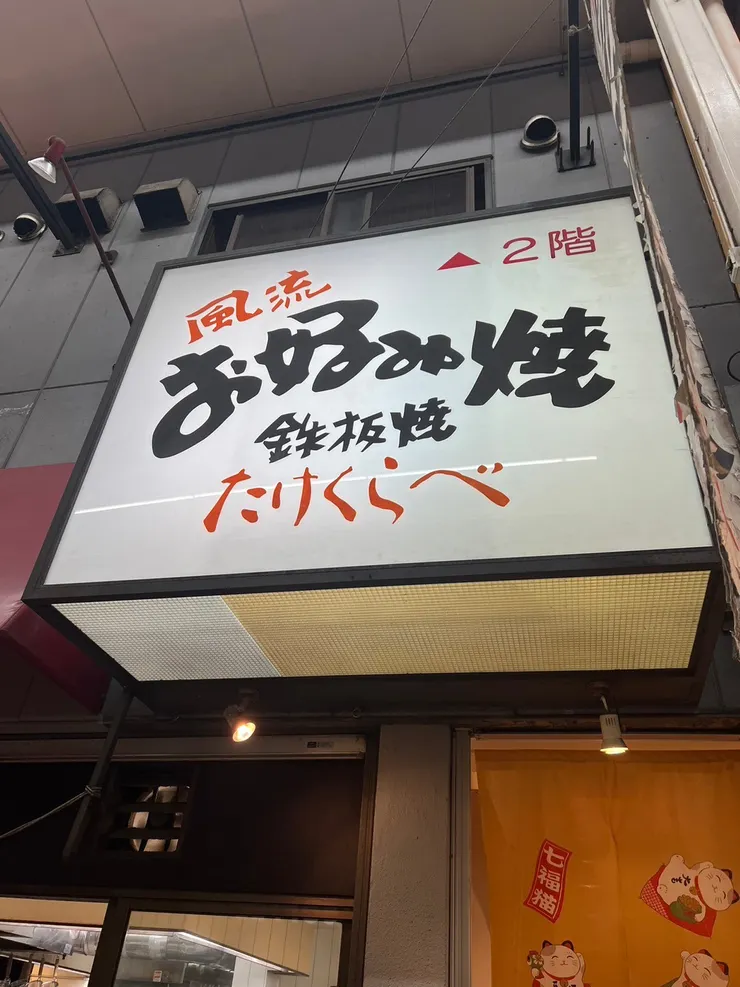 ▲2階
風流
お好み焼
鉄板焼
たけくらべ
七福猫